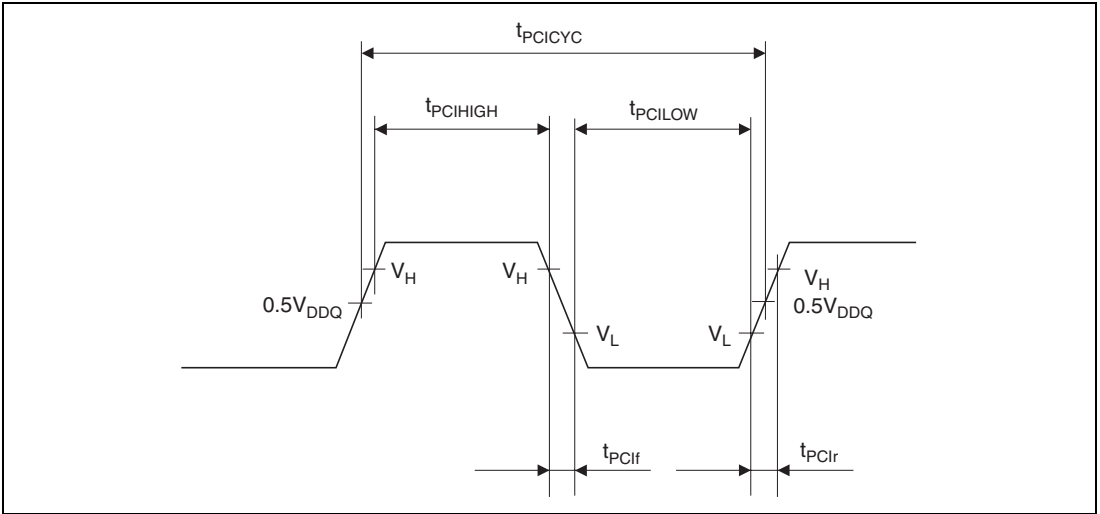 tPCICYC
tPCIHIGH
tPCILOW
VH
VH
VH
0.5VDDQ
0.5VDDQ
VL
VL
tPCIf
tPCIr